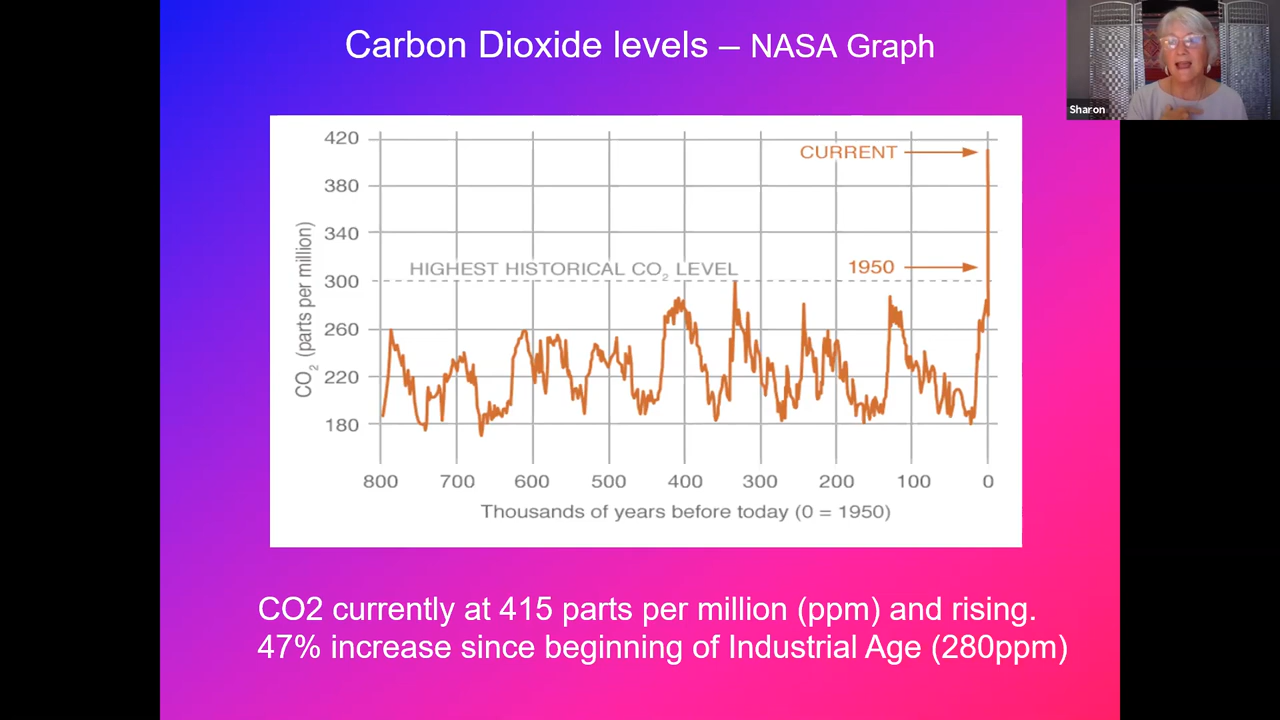 Carbon Dioxide levels – NASA Graph
Sharon
420
380
340
300
260
220
180
CO₂ (parts per million)
CURRENT
HIGHEST HISTORICAL CO₂ LEVEL
1950
800 700 600 500 400 300 200 100 0
Thousands of years before today (0 = 1950)
CO2 currently at 415 parts per million (ppm) and rising.
47% increase since beginning of Industrial Age (280ppm)